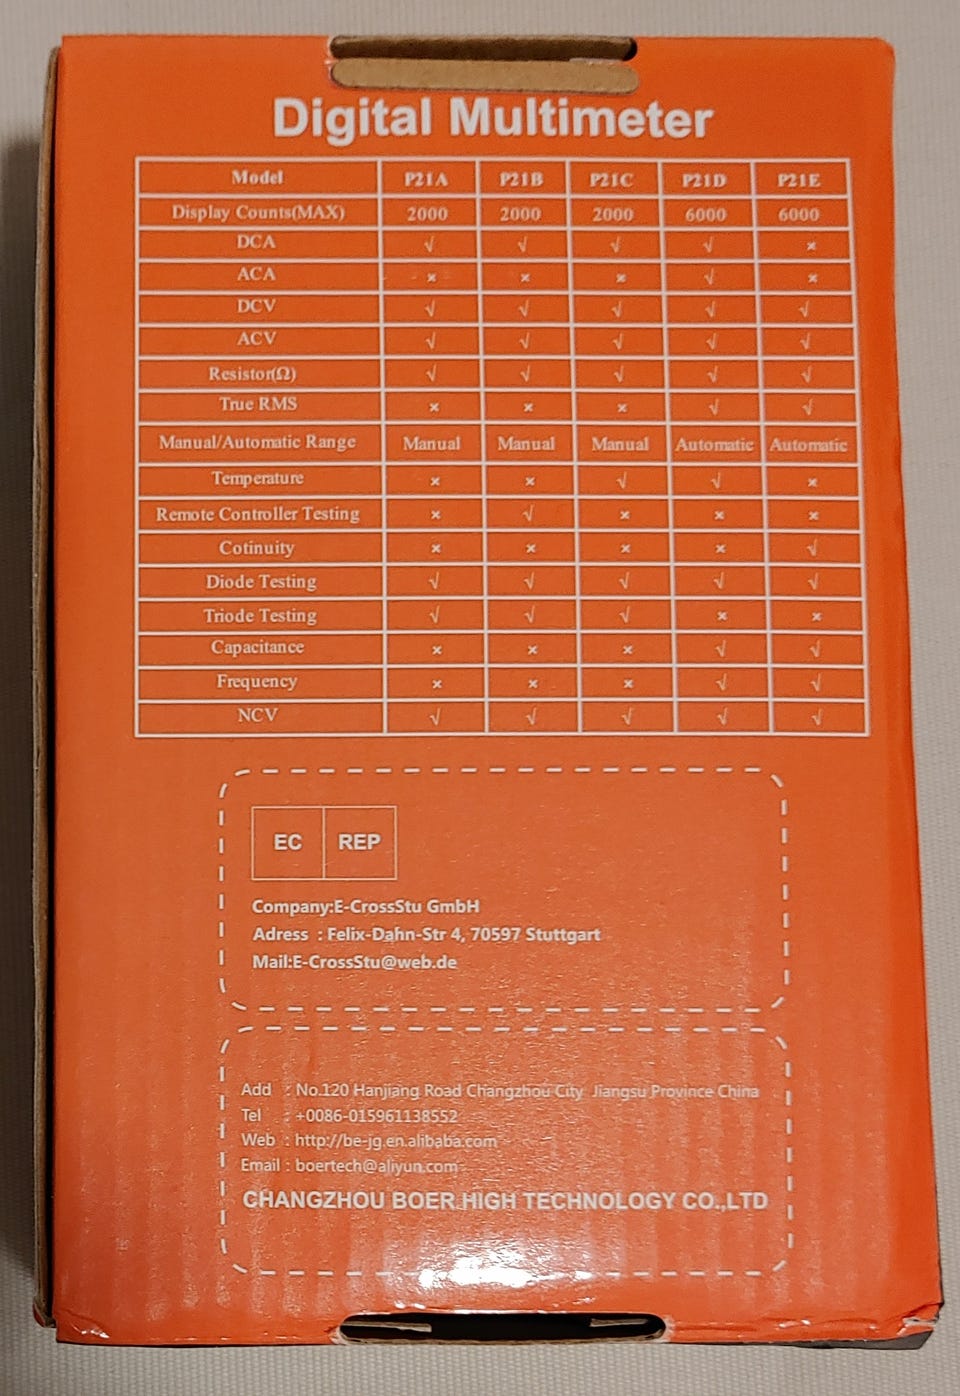 Digital Multimeter
Model P21A P21B P21C P21D P21E
Display Counts(MAX) 2000 2000 2000 6000 6000
DCA √ √ √ √ ×
ACA × × × √ ×
DCV √ √ √ √ √
ACV √ √ √ √ √
Resistor(Ω) √ √ √ √ √
True RMS × × × √ √
Manual/Automatic Range Manual Manual Manual Automatic Automatic
Temperature × × √ √ ×
Remote Controller Testing × √ × × ×
Cotinuity × × × × √
Diode Testing √ √ √ √ √
Triode Testing √ √ √ × ×
Capacitance × × × √ √
Frequency × × × √ √
NCV √ √ √ √ √
EC REP
Company:E-CrossStu GmbH
Adress : Felix-Dahn-Str 4, 70597 Stuttgart
Mail:E-CrossStu@web.de
Add : No.120 Hanjiang Road Changzhou City Jiangsu Province China
Tel : +0086-015961138552
Web : http://be-jg.en.alibaba.com
Email : boertech@aliyun.com
CHANGZHOU BOER HIGH TECHNOLOGY CO.,LTD